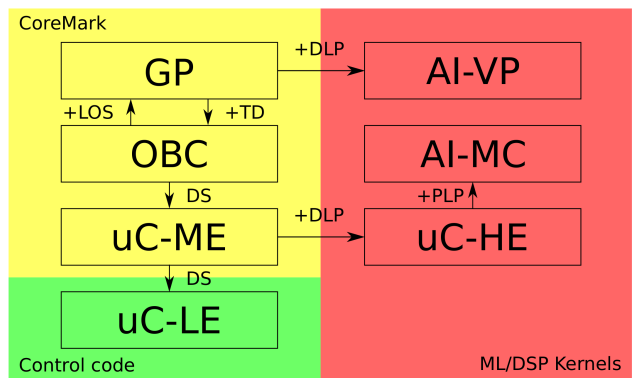 CoreMark
GP
+DLP
AI-VP
+LOS
+TD
OBC
AI-MC
DS
+PLP
uC-ME
+DLP
uC-HE
DS
uC-LE
Control code
ML/DSP Kernels